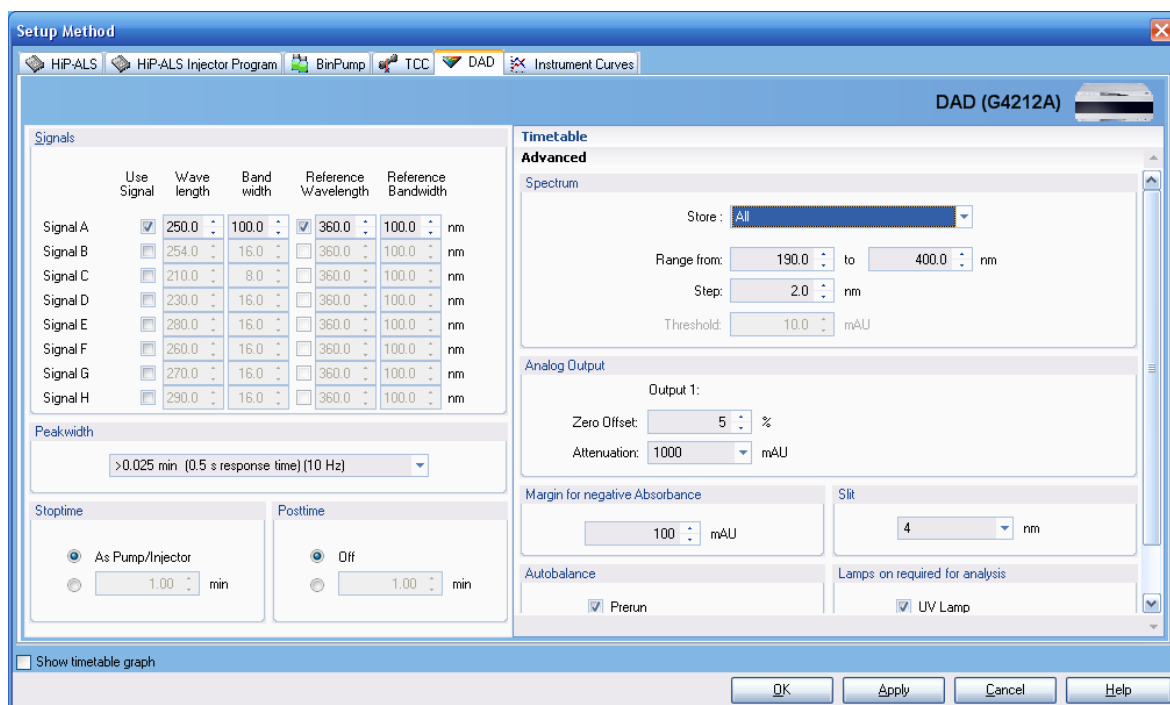 Setup Method
HiP-ALS HiP-ALS Injector Program BinPump TCC DAD Instrument Curves
DAD (G4212A)
Signals
Use Signal Wave length Band width Reference Wavelength Reference Bandwidth
Signal A 250.0 100.0 360.0 100.0 nm
Signal B 254.0 16.0 360.0 100.0 nm
Signal C 210.0 8.0 360.0 100.0 nm
Signal D 230.0 16.0 360.0 100.0 nm
Signal E 280.0 16.0 360.0 100.0 nm
Signal F 260.0 16.0 360.0 100.0 nm
Signal G 270.0 16.0 360.0 100.0 nm
Signal H 290.0 16.0 360.0 100.0 nm
Peakwidth
>0.025 min (0.5 s response time) (10 Hz)
Stoptime
As Pump/Injector
1.00 min
Posttime
Off
1.00 min
Timetable
Advanced
Spectrum
Store : All
Range from: 190.0 to 400.0 nm
Step: 2.0 nm
Threshold: 10.0 mAU
Analog Output
Output 1:
Zero Offset: 5 %
Attenuation: 1000 mAU
Margin for negative Absorbance
100 mAU
Slit
4 nm
Autobalance
Prerun
Lamps on required for analysis
UV Lamp
Show timetable graph
OK Apply Cancel Help